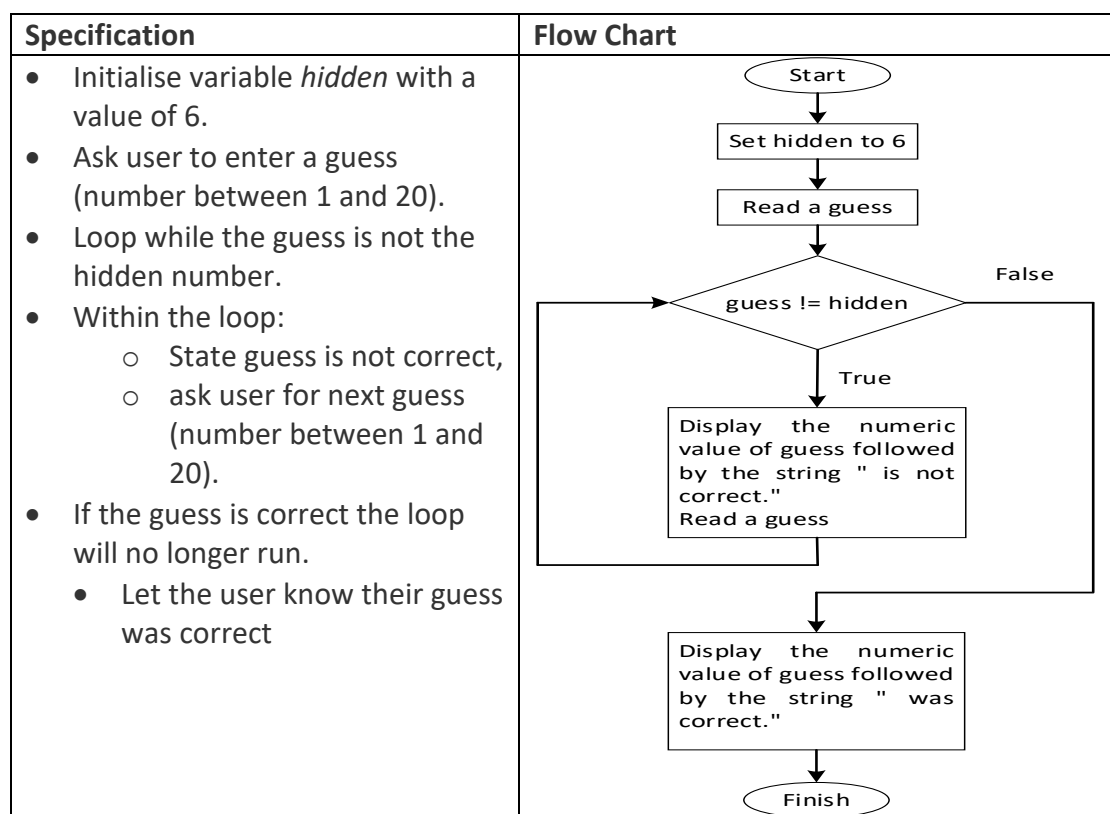 Specification
Flow Chart
• Initialise variable hidden with a
value of 6.
• Ask user to enter a guess
(number between 1 and 20).
• Loop while the guess is not the
hidden number.
• Within the loop:
o State guess is not correct,
o ask user for next guess
(number between 1 and
20).
• If the guess is correct the loop
will no longer run.
• Let the user know their guess
was correct
Start
Set hidden to 6
Read a guess
guess != hidden
False
True
Display the numeric
value of guess followed
by the string " is not
correct."
Read a guess
Display the numeric
value of guess followed
by the string " was
correct."
Finish